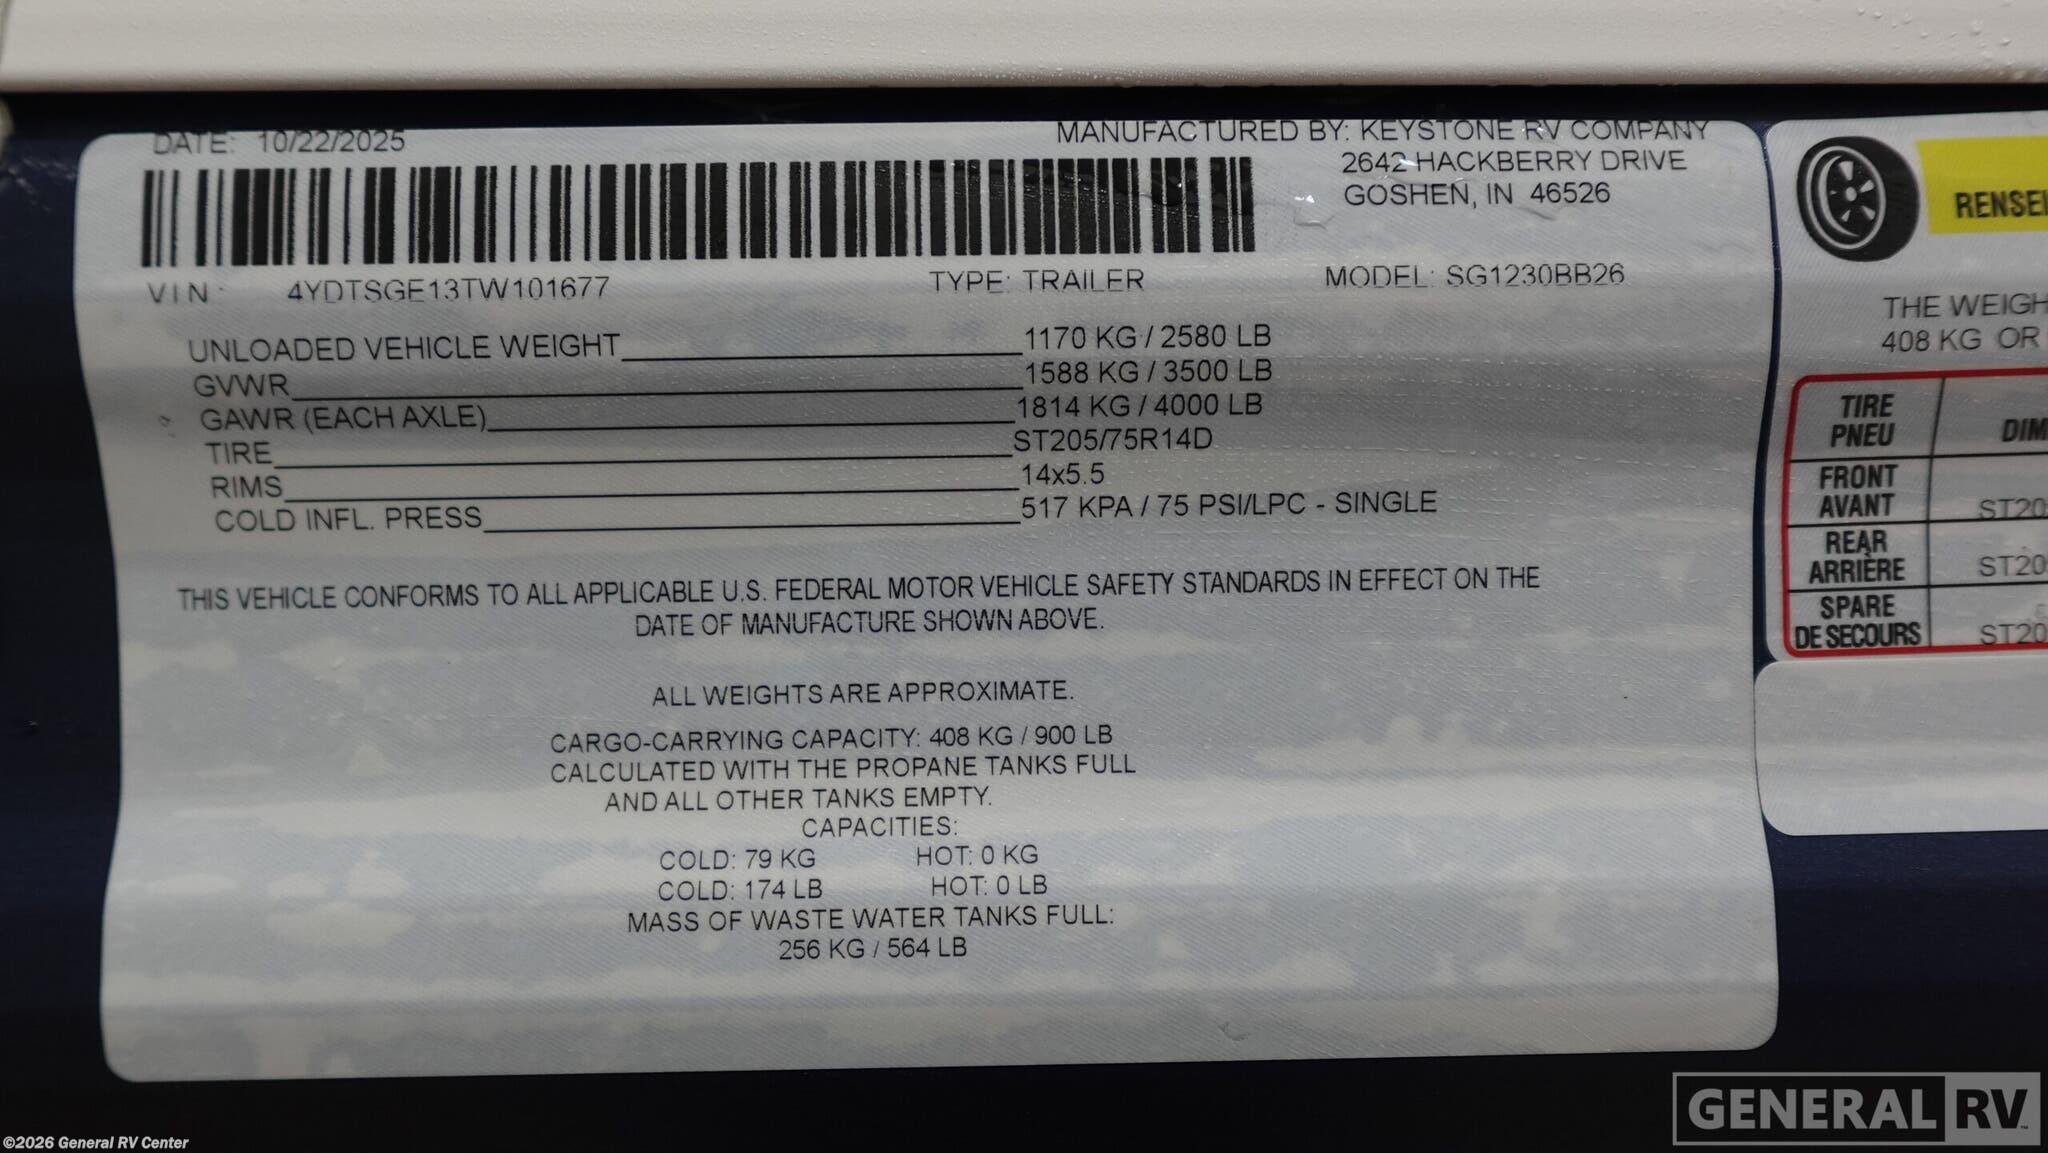 DATE: 10/22/2025
MANUFACTURED BY: KEYSTONE RV COMPANY
2642 HACKBERRY DRIVE
GOSHEN, IN 46526
VIN: 4YDTSGE13TW101677 TYPE: TRAILER MODEL: SG1230BB26
UNLOADED VEHICLE WEIGHT 1170 KG / 2580 LB
GVWR 1588 KG / 3500 LB
GAWR (EACH AXLE) 1814 KG / 4000 LB
TIRE ST205/75R14D
RIMS 14x5.5
COLD INFL. PRESS 517 KPA / 75 PSI/LPC - SINGLE
THIS VEHICLE CONFORMS TO ALL APPLICABLE U.S. FEDERAL MOTOR VEHICLE SAFETY STANDARDS IN EFFECT ON THE
DATE OF MANUFACTURE SHOWN ABOVE.
ALL WEIGHTS ARE APPROXIMATE.
CARGO-CARRYING CAPACITY: 408 KG / 900 LB
CALCULATED WITH THE PROPANE TANKS FULL
AND ALL OTHER TANKS EMPTY.
CAPACITIES:
COLD: 79 KG HOT: 0 KG
COLD: 174 LB HOT: 0 LB
MASS OF WASTE WATER TANKS FULL:
256 KG / 564 LB
RENSEI
THE WEIGH
408 KG OR
TIRE
PNEU
DIM
FRONT
AVANT
ST20
REAR
ARRIÈRE
ST20
SPARE
DE SECOURS
ST20
GENERAL RV
©2026 General RV Center